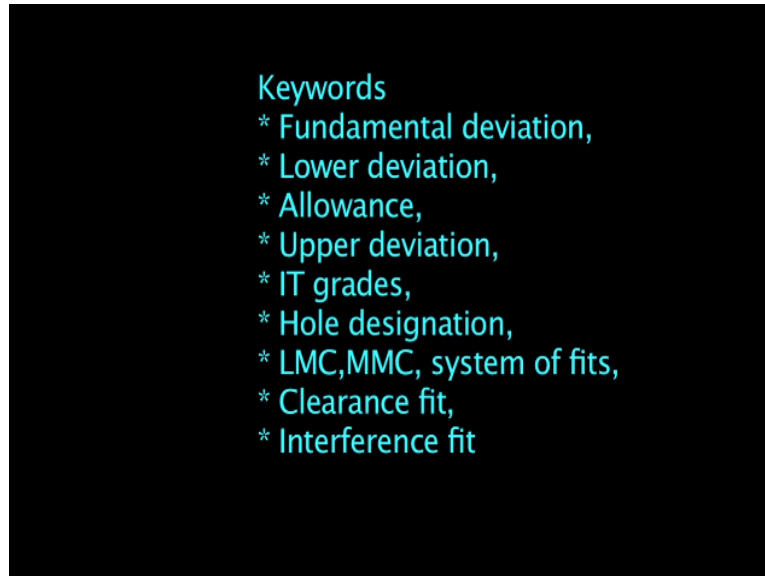 Keywords
* Fundamental deviation,
* Lower deviation,
* Allowance,
* Upper deviation,
* IT grades,
* Hole designation,
* LMC,MMC, system of fits,
* Clearance fit,
* Interference fit